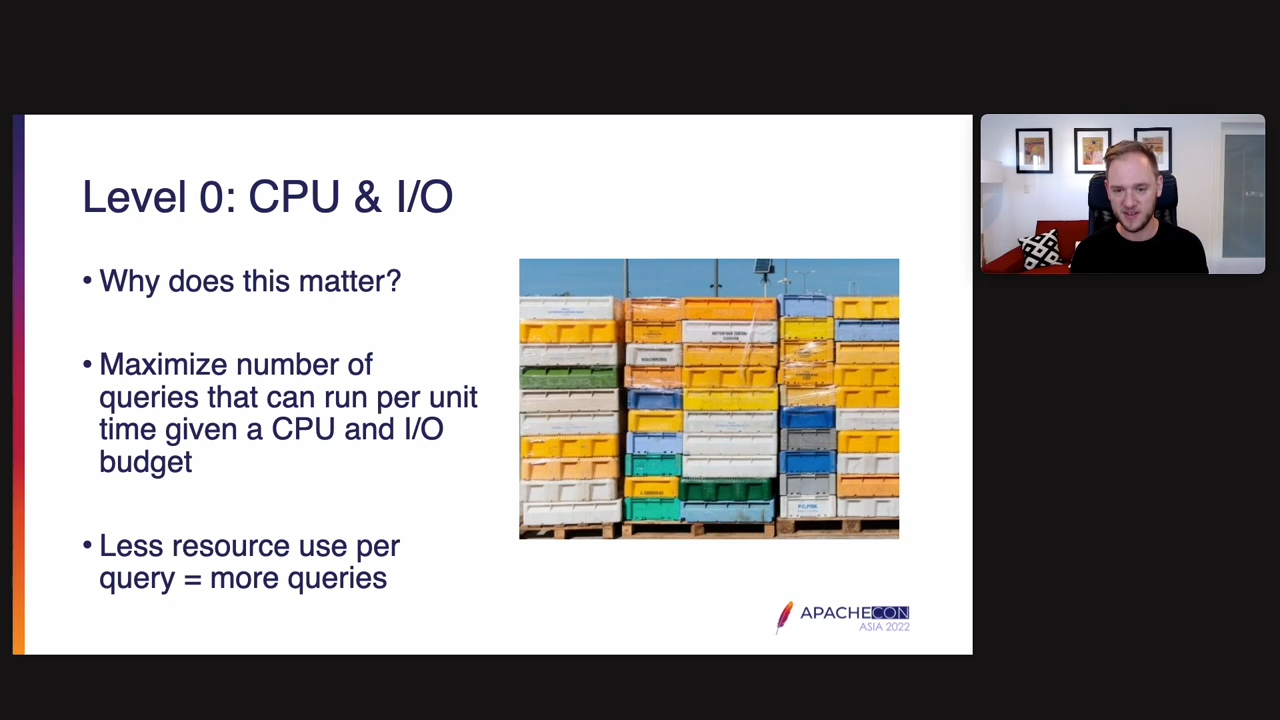 Level 0: CPU & I/O
• Why does this matter?
• Maximize number of
queries that can run per unit
time given a CPU and I/O
budget
• Less resource use per
query = more queries
APACHECON
ASIA 2022